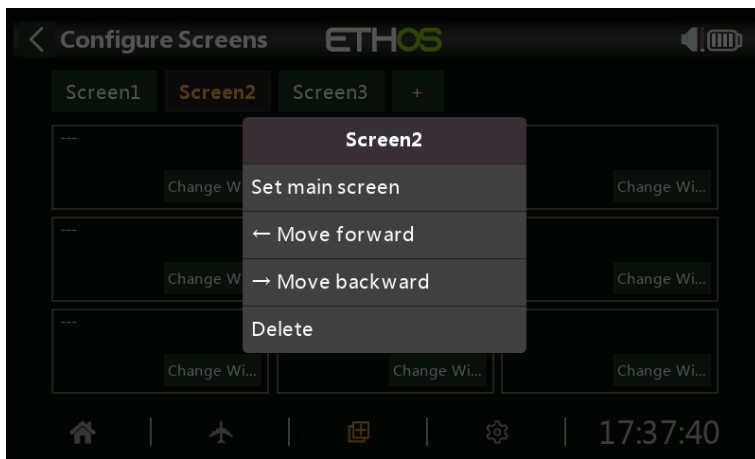 Configure Screens ETHOS
Screen1 Screen2 Screen3 +
Screen2
---
Change W
Set main screen
Change Wi...
← Move forward
---
Change W
→ Move backward
Change Wi...
---
Delete
Change Wi... Change Wi... Change Wi...
17:37:40